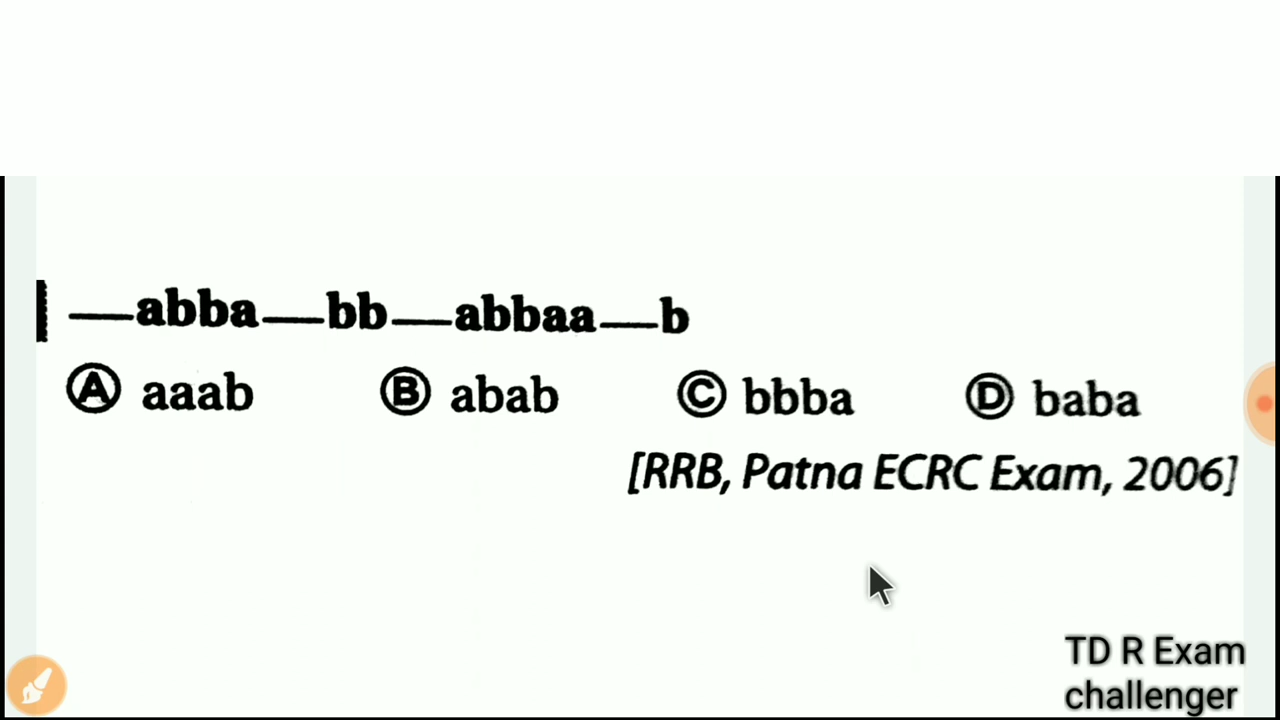 —abba—bb—abbaa—b
Ⓐ aaab Ⓑ abab Ⓒ bbba Ⓓ baba
[RRB, Patna ECRC Exam, 2006]
TD R Exam
challenger